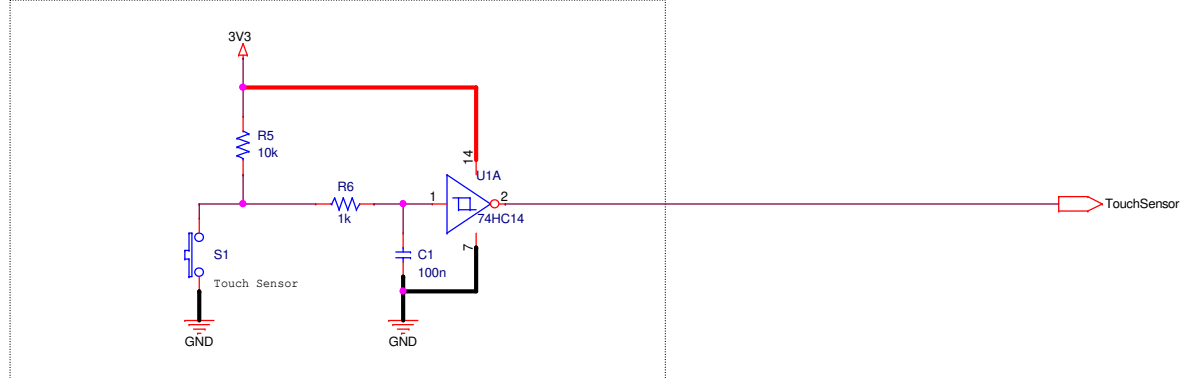 3V3
R5
10k
14
U1A
R6
1k
1
2
74HC14
TouchSensor
S1
Touch Sensor
C1
100n
7
GND
GND